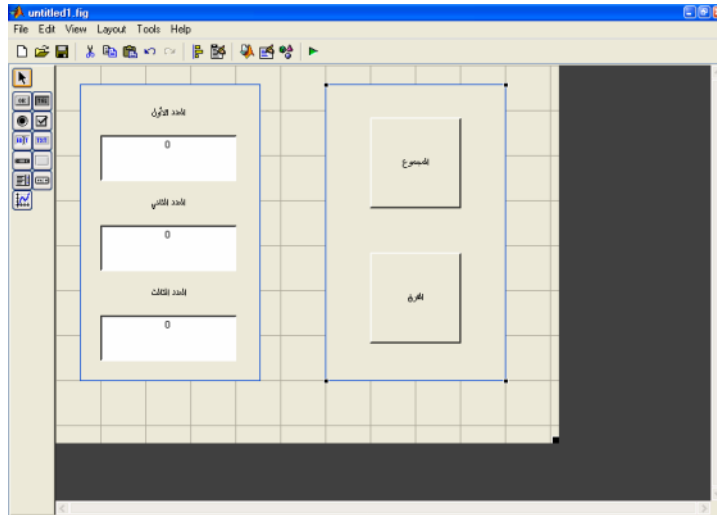 untitled1.fig
File Edit View Layout Tools Help
العدد الأول
0
العدد الثاني
0
العدد الثالث
0
المجموع
الفرق